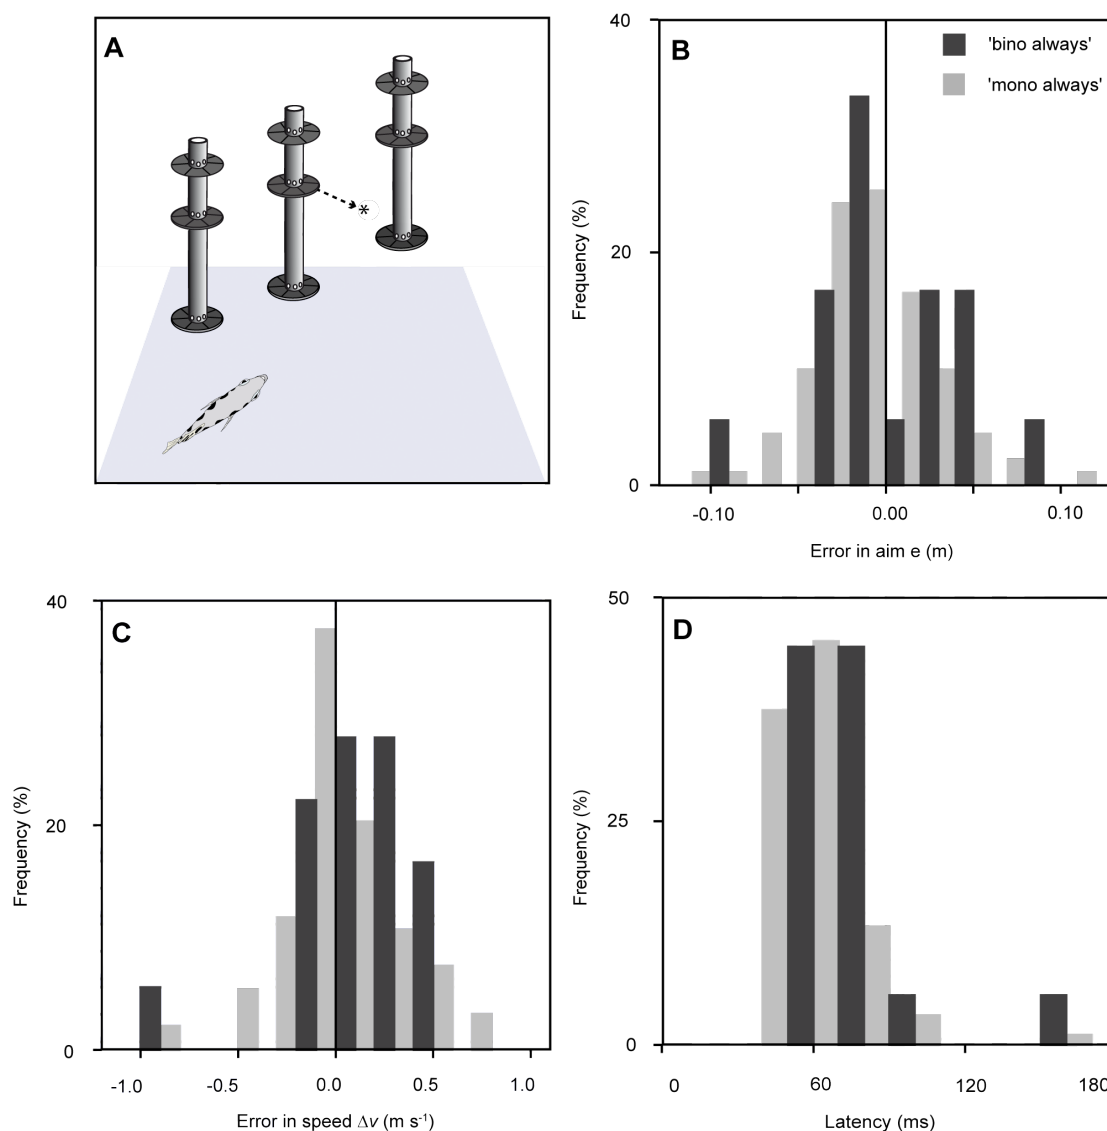 A
B
40
20
0
Frequency (%)
'bino always'
'mono always'
-0.10
0.00
0.10
Error in aim e (m)
C
40
20
0
Frequency (%)
-1.0
-0.5
0.0
0.5
1.0
Error in speed Δv (m s⁻¹)
D
50
25
0
Frequency (%)
0
60
120
180
Latency (ms)